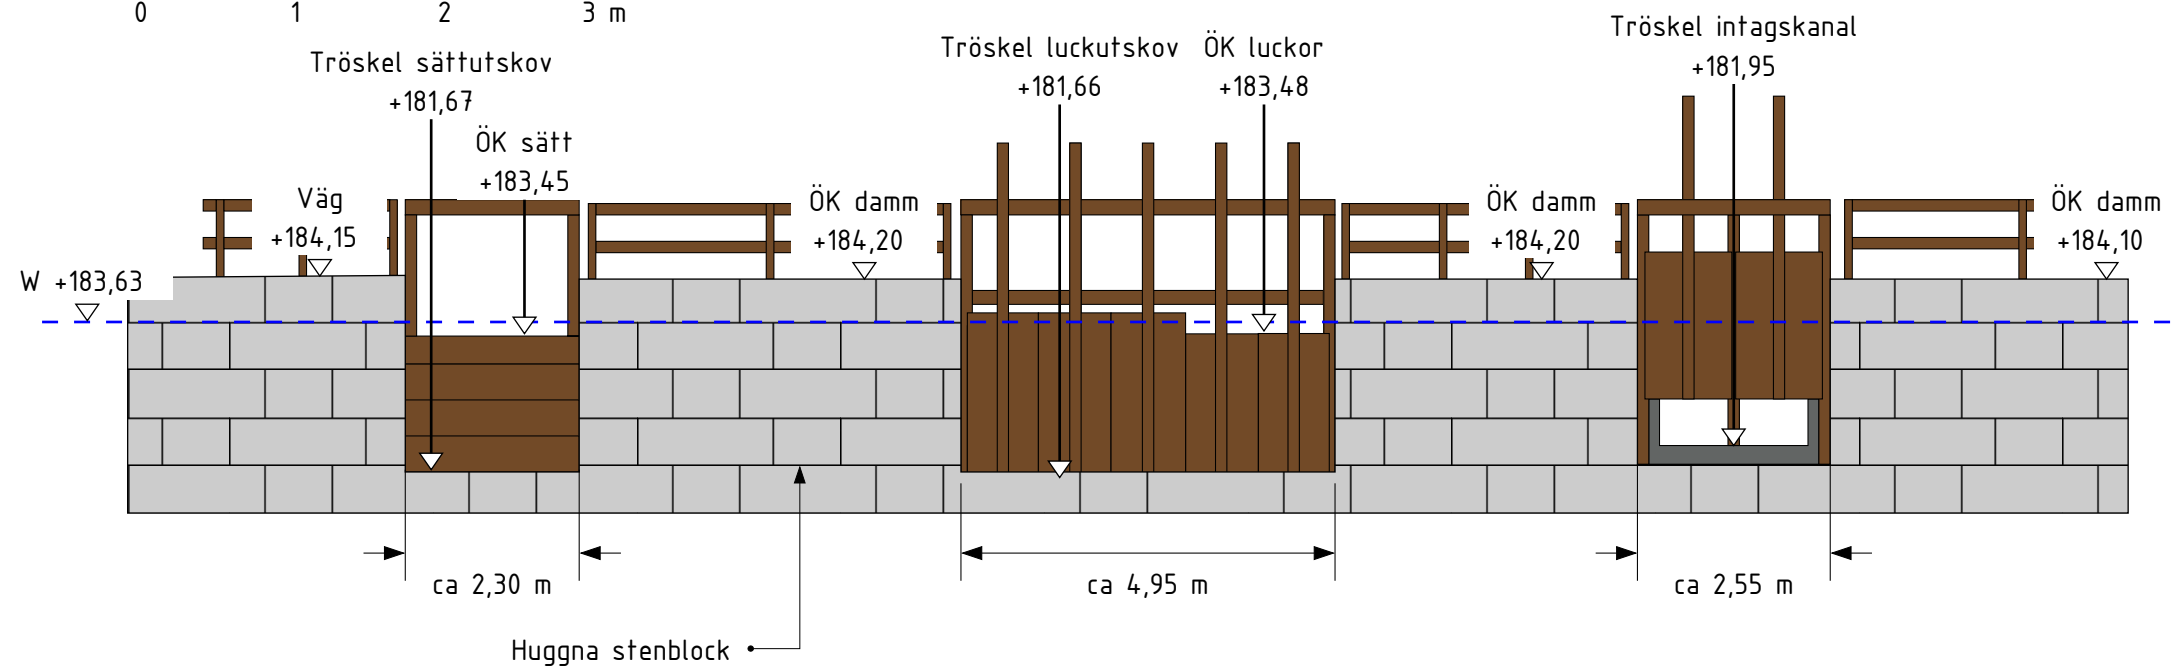 0 1 2 3 m
Tröskel sättutskov
+181,67
ÖK sätt
+183,45
Väg
+184,15
W +183,63
ÖK damm
+184,20
Tröskel luckutskov
+181,66
ÖK luckor
+183,48
ÖK damm
+184,20
Tröskel intagskanal
+181,95
ÖK damm
+184,10
ca 2,30 m
ca 4,95 m
ca 2,55 m
Huggna stenblock